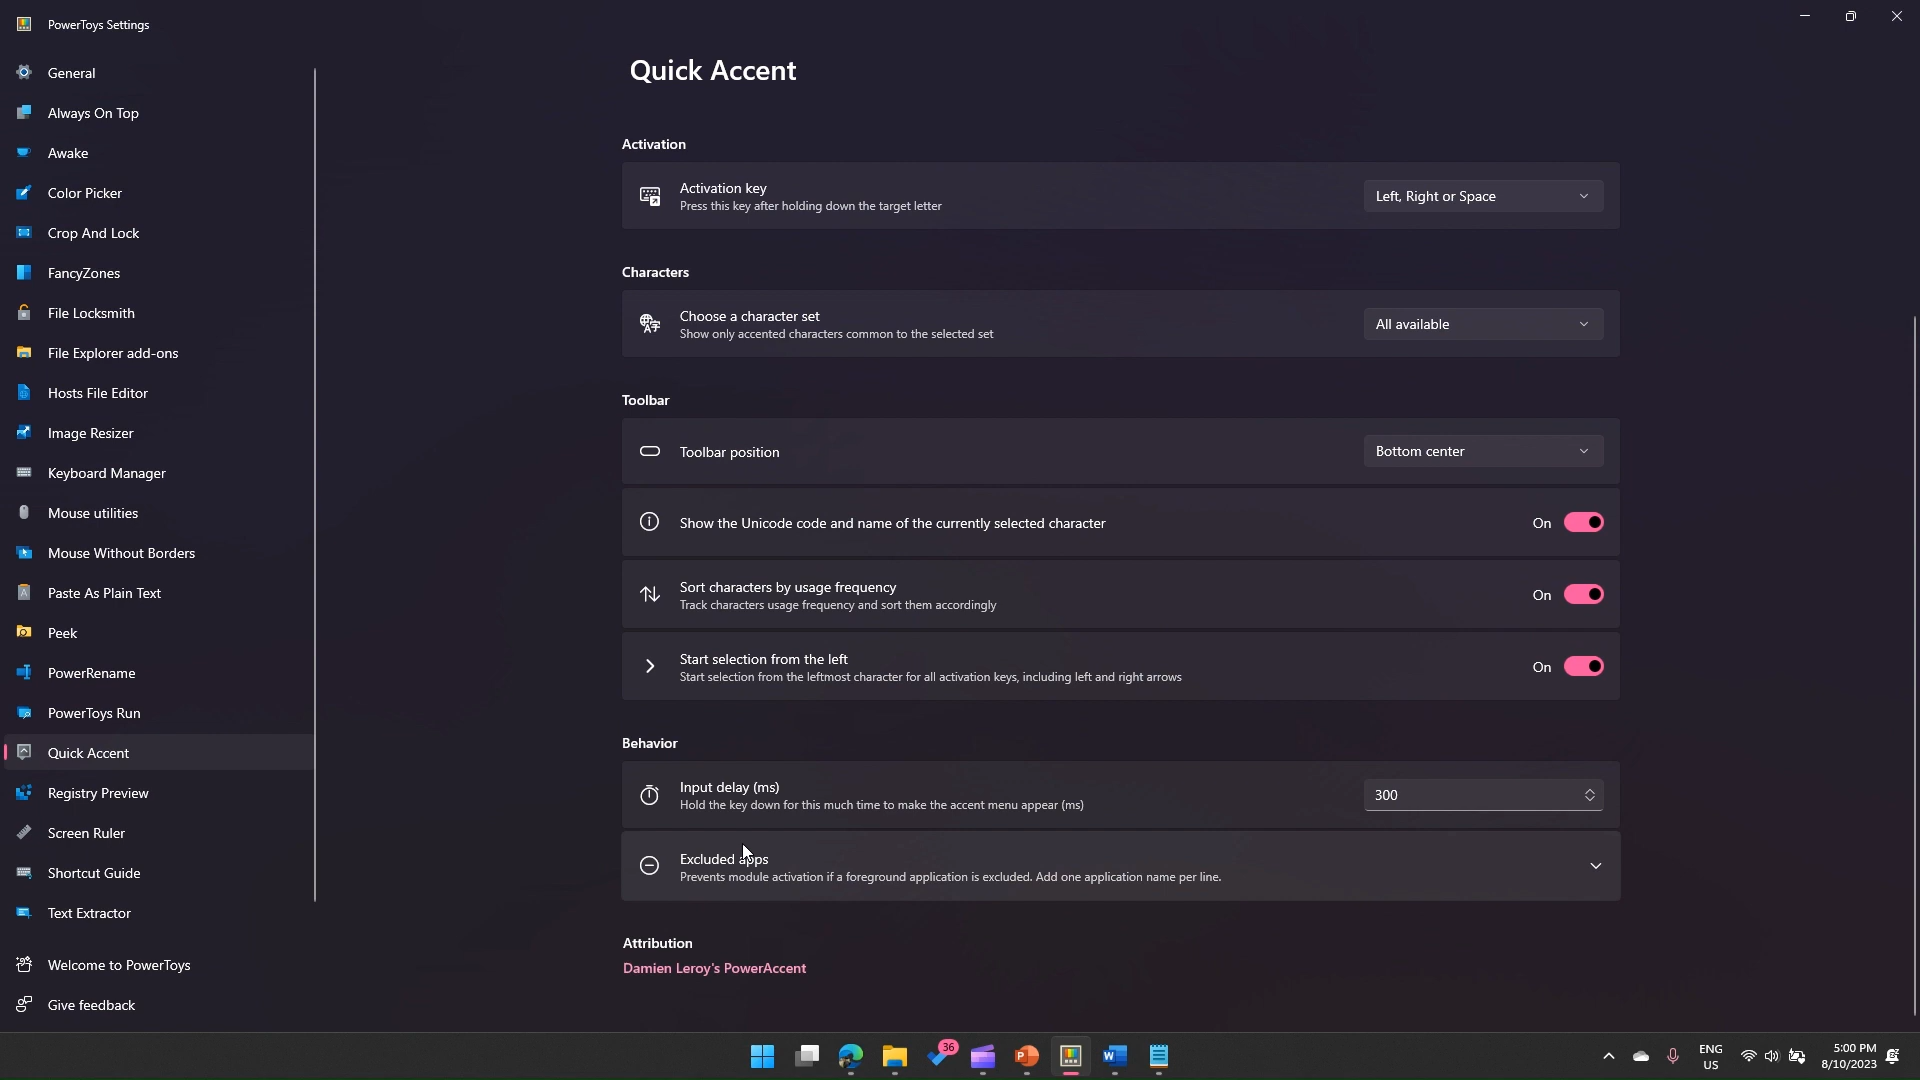 PowerToys Settings
General
Always On Top
Awake
Color Picker
Crop And Lock
FancyZones
File Locksmith
File Explorer add-ons
Hosts File Editor
Image Resizer
Keyboard Manager
Mouse utilities
Mouse Without Borders
Paste As Plain Text
Peek
PowerRename
PowerToys Run
Quick Accent
Registry Preview
Screen Ruler
Shortcut Guide
Text Extractor
Welcome to PowerToys
Give feedback
Quick Accent
Activation
Activation key
Press this key after holding down the target letter
Left, Right or Space
Characters
Choose a character set
Show only accented characters common to the selected set
All available
Toolbar
Toolbar position
Bottom center
Show the Unicode code and name of the currently selected character
On
Sort characters by usage frequency
Track characters usage frequency and sort them accordingly
On
Start selection from the left
Start selection from the leftmost character for all activation keys, including left and right arrows
On
Behavior
Input delay (ms)
Hold the key down for this much time to make the accent menu appear (ms)
300
Excluded apps
Prevents module activation if a foreground application is excluded. Add one application name per line.
Attribution
Damien Leroy's PowerAccent
36
ENG
US
5:00 PM
8/10/2023